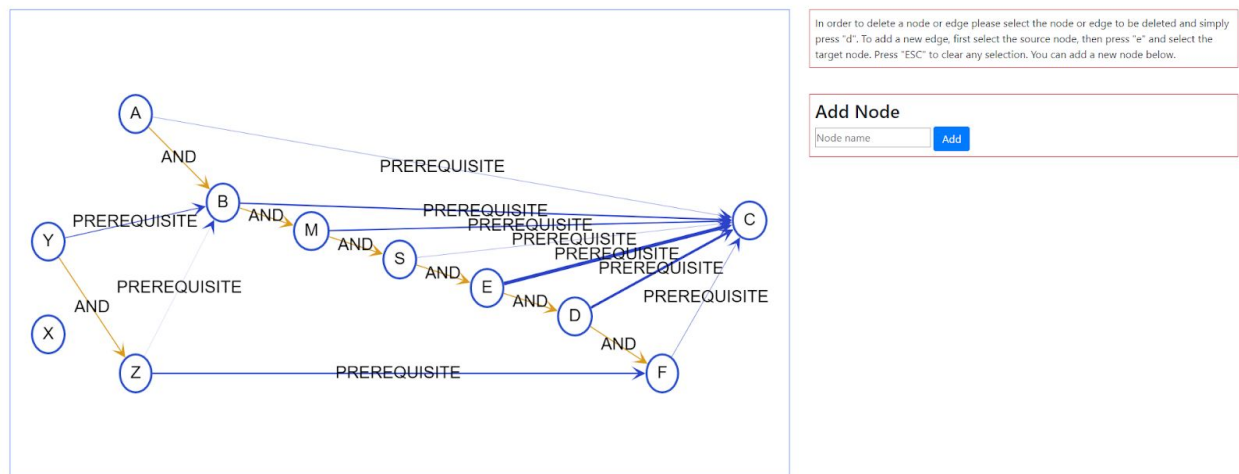 In order to delete a node or edge please select the node or edge to be deleted and simply
press "d". To add a new edge, first select the source node, then press "e" and select the
target node. Press "ESC" to clear any selection. You can add a new node below.
Add Node
Node name
Add
A
AND
PREREQUISITE
B
PREREQUISITE
C
Y
PREREQUISITE
AND
M
PREREQUISITE
AND
S
PREREQUISITE
AND
E
PREREQUISITE
PREREQUISITE
AND
D
PREREQUISITE
PREREQUISITE
AND
X
AND
Z
PREREQUISITE
F